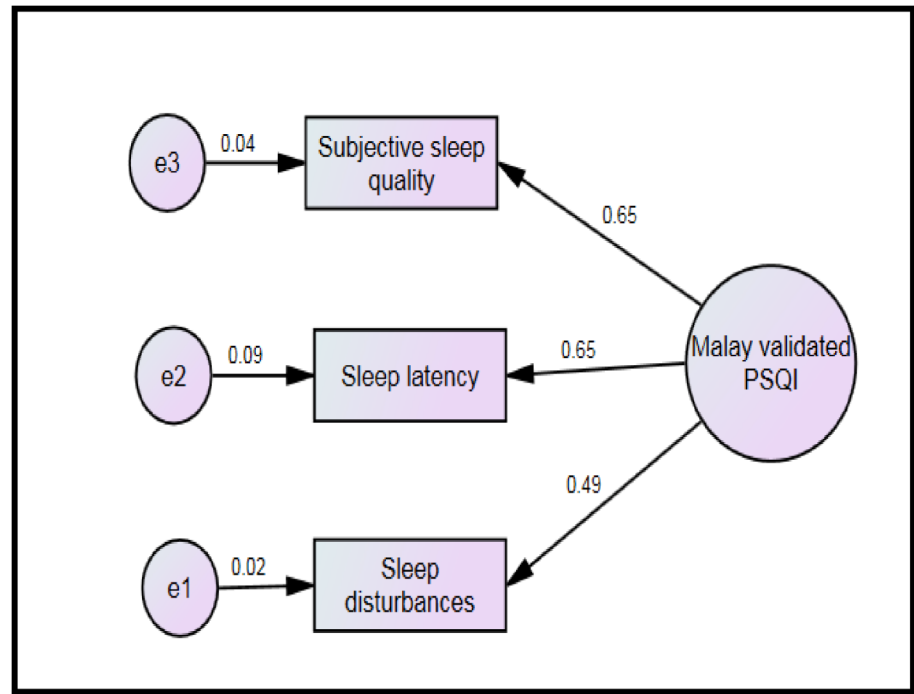 e3
0.04
Subjective sleep
quality
0.65
e2
0.09
Sleep latency
0.65
Malay validated
PSQI
0.49
e1
0.02
Sleep
disturbances